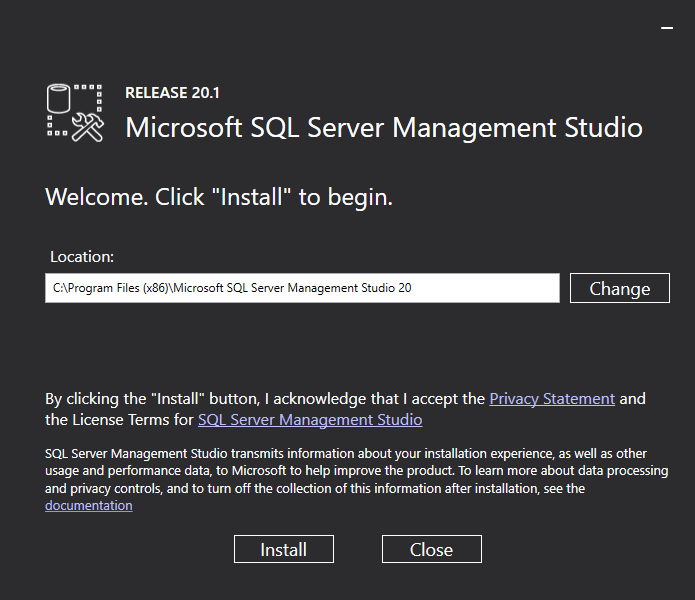 RELEASE 20.1
Microsoft SQL Server Management Studio
Welcome. Click "Install" to begin.
Location:
C:\Program Files (x86)\Microsoft SQL Server Management Studio 20
Change
By clicking the "Install" button, I acknowledge that I accept the Privacy Statement and
the License Terms for SQL Server Management Studio
SQL Server Management Studio transmits information about your installation experience, as well as other
usage and performance data, to Microsoft to help improve the product. To learn more about data processing
and privacy controls, and to turn off the collection of this information after installation, see the
documentation
Install
Close